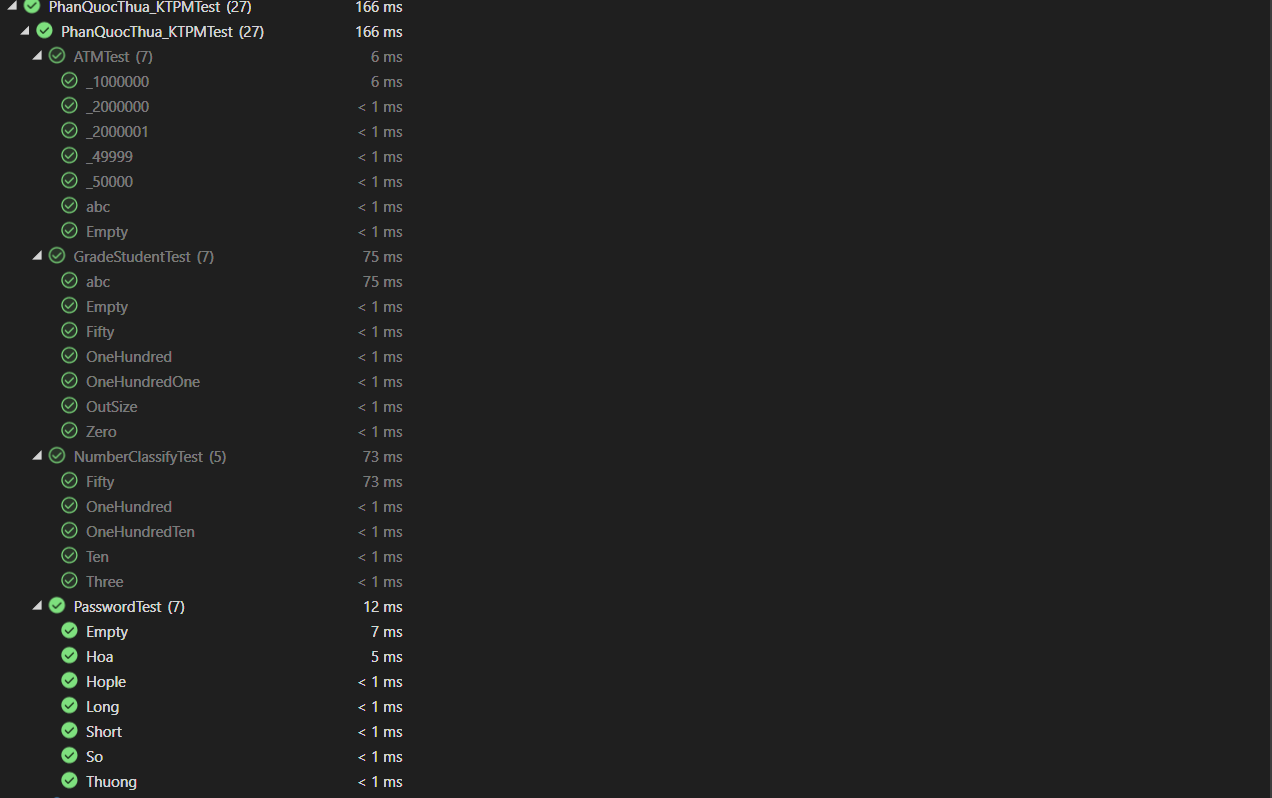 PhanQuocThua_KTPMTest (27) 166 ms
PhanQuocThua_KTPMTest (27) 166 ms
ATMTest (7) 6 ms
_1000000 6 ms
_2000000 < 1 ms
_2000001 < 1 ms
_49999 < 1 ms
_50000 < 1 ms
abc < 1 ms
Empty < 1 ms
GradeStudentTest (7) 75 ms
abc 75 ms
Empty < 1 ms
Fifty < 1 ms
OneHundred < 1 ms
OneHundredOne < 1 ms
OutSize < 1 ms
Zero < 1 ms
NumberClassifyTest (5) 73 ms
Fifty 73 ms
OneHundred < 1 ms
OneHundredTen < 1 ms
Ten < 1 ms
Three < 1 ms
PasswordTest (7) 12 ms
Empty 7 ms
Hoa 5 ms
Hople < 1 ms
Long < 1 ms
Short < 1 ms
So < 1 ms
Thuong < 1 ms